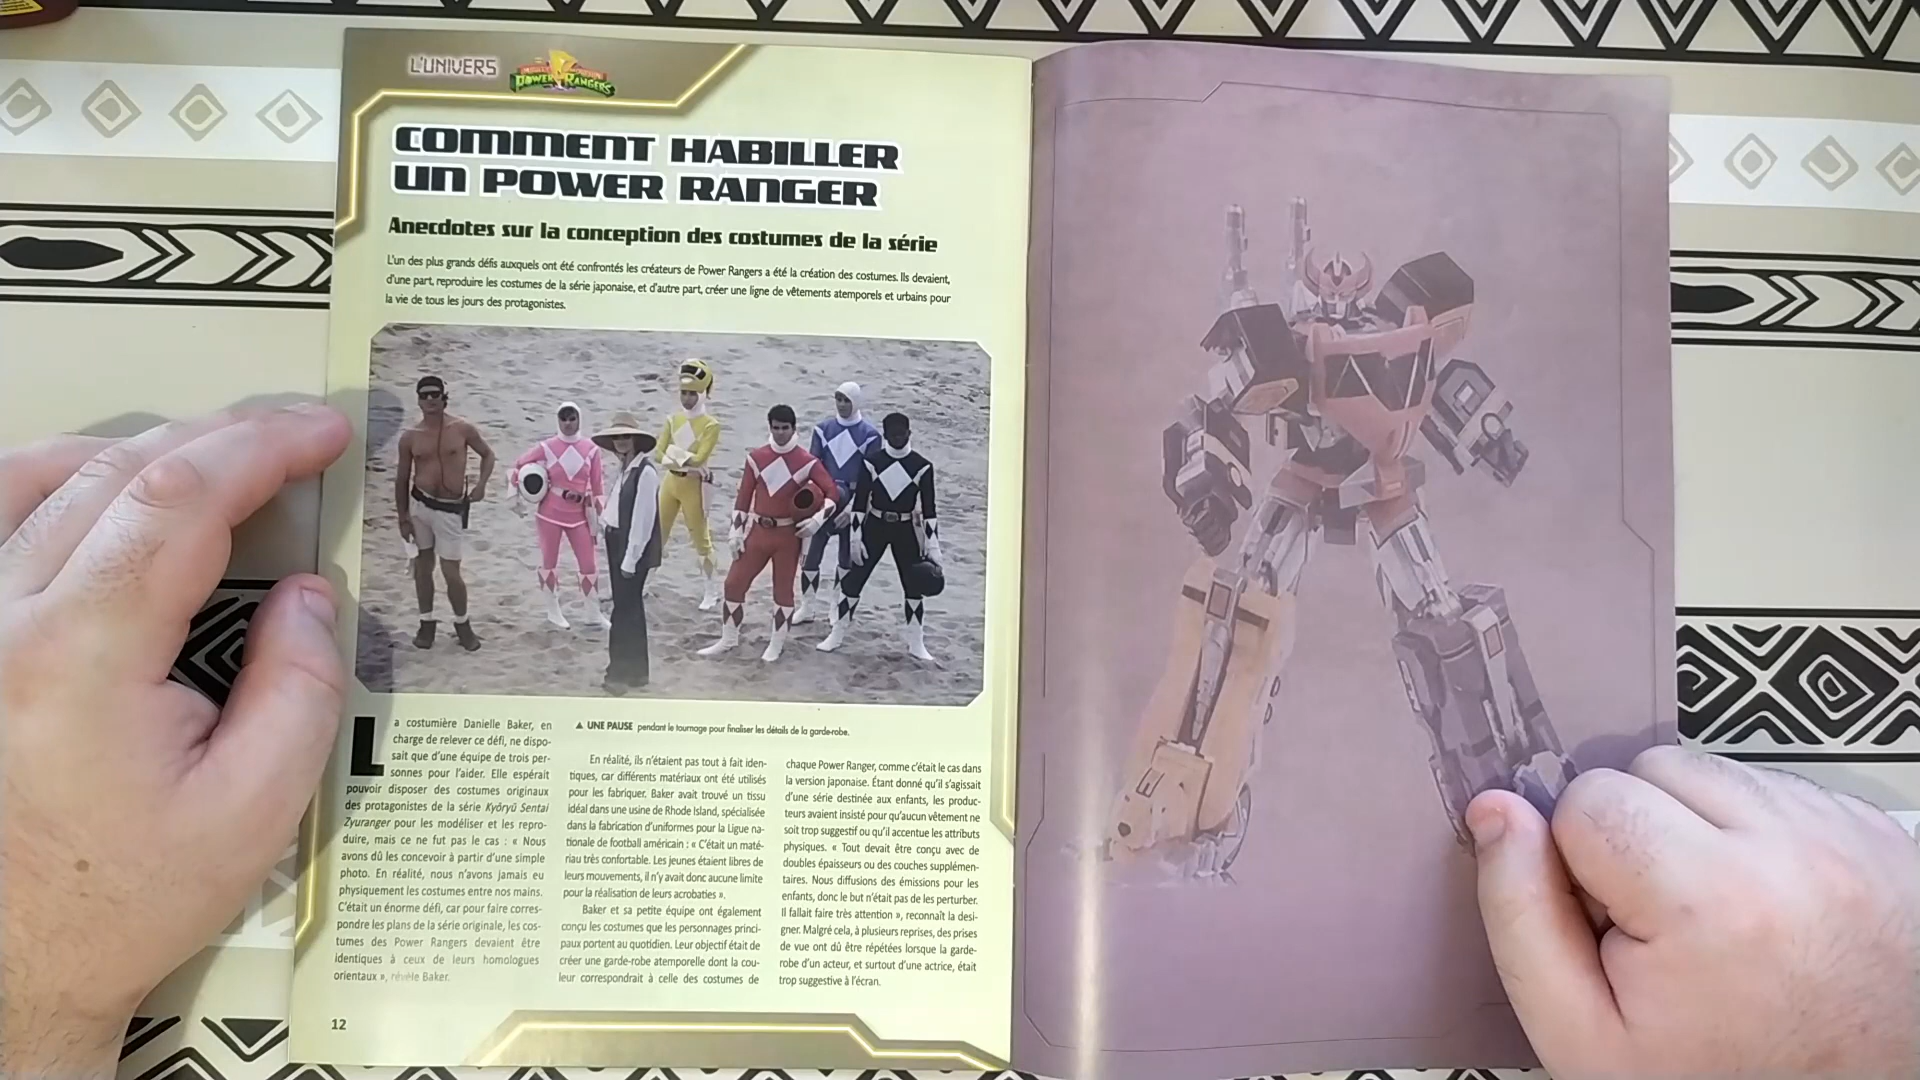 L'UNIVERS
MIGHTY MORPHIN
POWER RANGERS
COMMENT HABILLER
UN POWER RANGER
Anecdotes sur la conception des costumes de la série
L'un des plus grands défis auxquels ont été confrontés les créateurs de Power Rangers a été la création des costumes. Ils devaient,
d'une part, reproduire les costumes de la série japonaise, et d'autre part, créer une ligne de vêtements atemporels et urbains pour
la vie de tous les jours des protagonistes.
▲ UNE PAUSE pendant le tournage pour finaliser les détails de la garde-robe.
La costumière Danielle Baker, en
charge de relever ce défi, ne dispo-
sait que d'une équipe de trois per-
sonnes pour l'aider. Elle espérait
pouvoir disposer des costumes originaux
des protagonistes de la série Kyōryū Sentai
Zyuranger pour les modéliser et les repro-
duire, mais ce ne fut pas le cas : « Nous
avons dû les concevoir à partir d'une simple
photo. En réalité, nous n'avons jamais eu
physiquement les costumes entre nos mains.
C'était un énorme défi, car pour faire corres-
pondre les plans de la série originale, les cos-
tumes des Power Rangers devaient être
identiques à ceux de leurs homologues
orientaux », révèle Baker.
En réalité, ils n'étaient pas tout à fait iden-
tiques, car différents matériaux ont été utilisés
pour les fabriquer. Baker avait trouvé un tissu
idéal dans une usine de Rhode Island, spécialisée
dans la fabrication d'uniformes pour la Ligue na-
tionale de football américain : « C'était un maté-
riau très confortable. Les jeunes étaient libres de
leurs mouvements, il n'y avait donc aucune limite
pour la réalisation de leurs acrobaties ».
Baker et sa petite équipe ont également
conçu les costumes que les personnages princi-
paux portent au quotidien. Leur objectif était de
créer une garde-robe atemporelle dont la cou-
leur correspondrait à celle des costumes de
chaque Power Ranger, comme c'était le cas dans
la version japonaise. Étant donné qu'il s'agissait
d'une série destinée aux enfants, les produc-
teurs avaient insisté pour qu'aucun vêtement ne
soit trop suggestif ou qu'il accentue les attributs
physiques. « Tout devait être conçu avec de
doubles épaisseurs ou des couches supplémen-
taires. Nous diffusions des émissions pour les
enfants, donc le but n'était pas de les perturber.
Il fallait faire très attention », reconnaît la desi-
gner. Malgré cela, à plusieurs reprises, des prises
de vue ont dû être répétées lorsque la garde-
robe d'un acteur, et surtout d'une actrice, était
trop suggestive à l'écran.
12